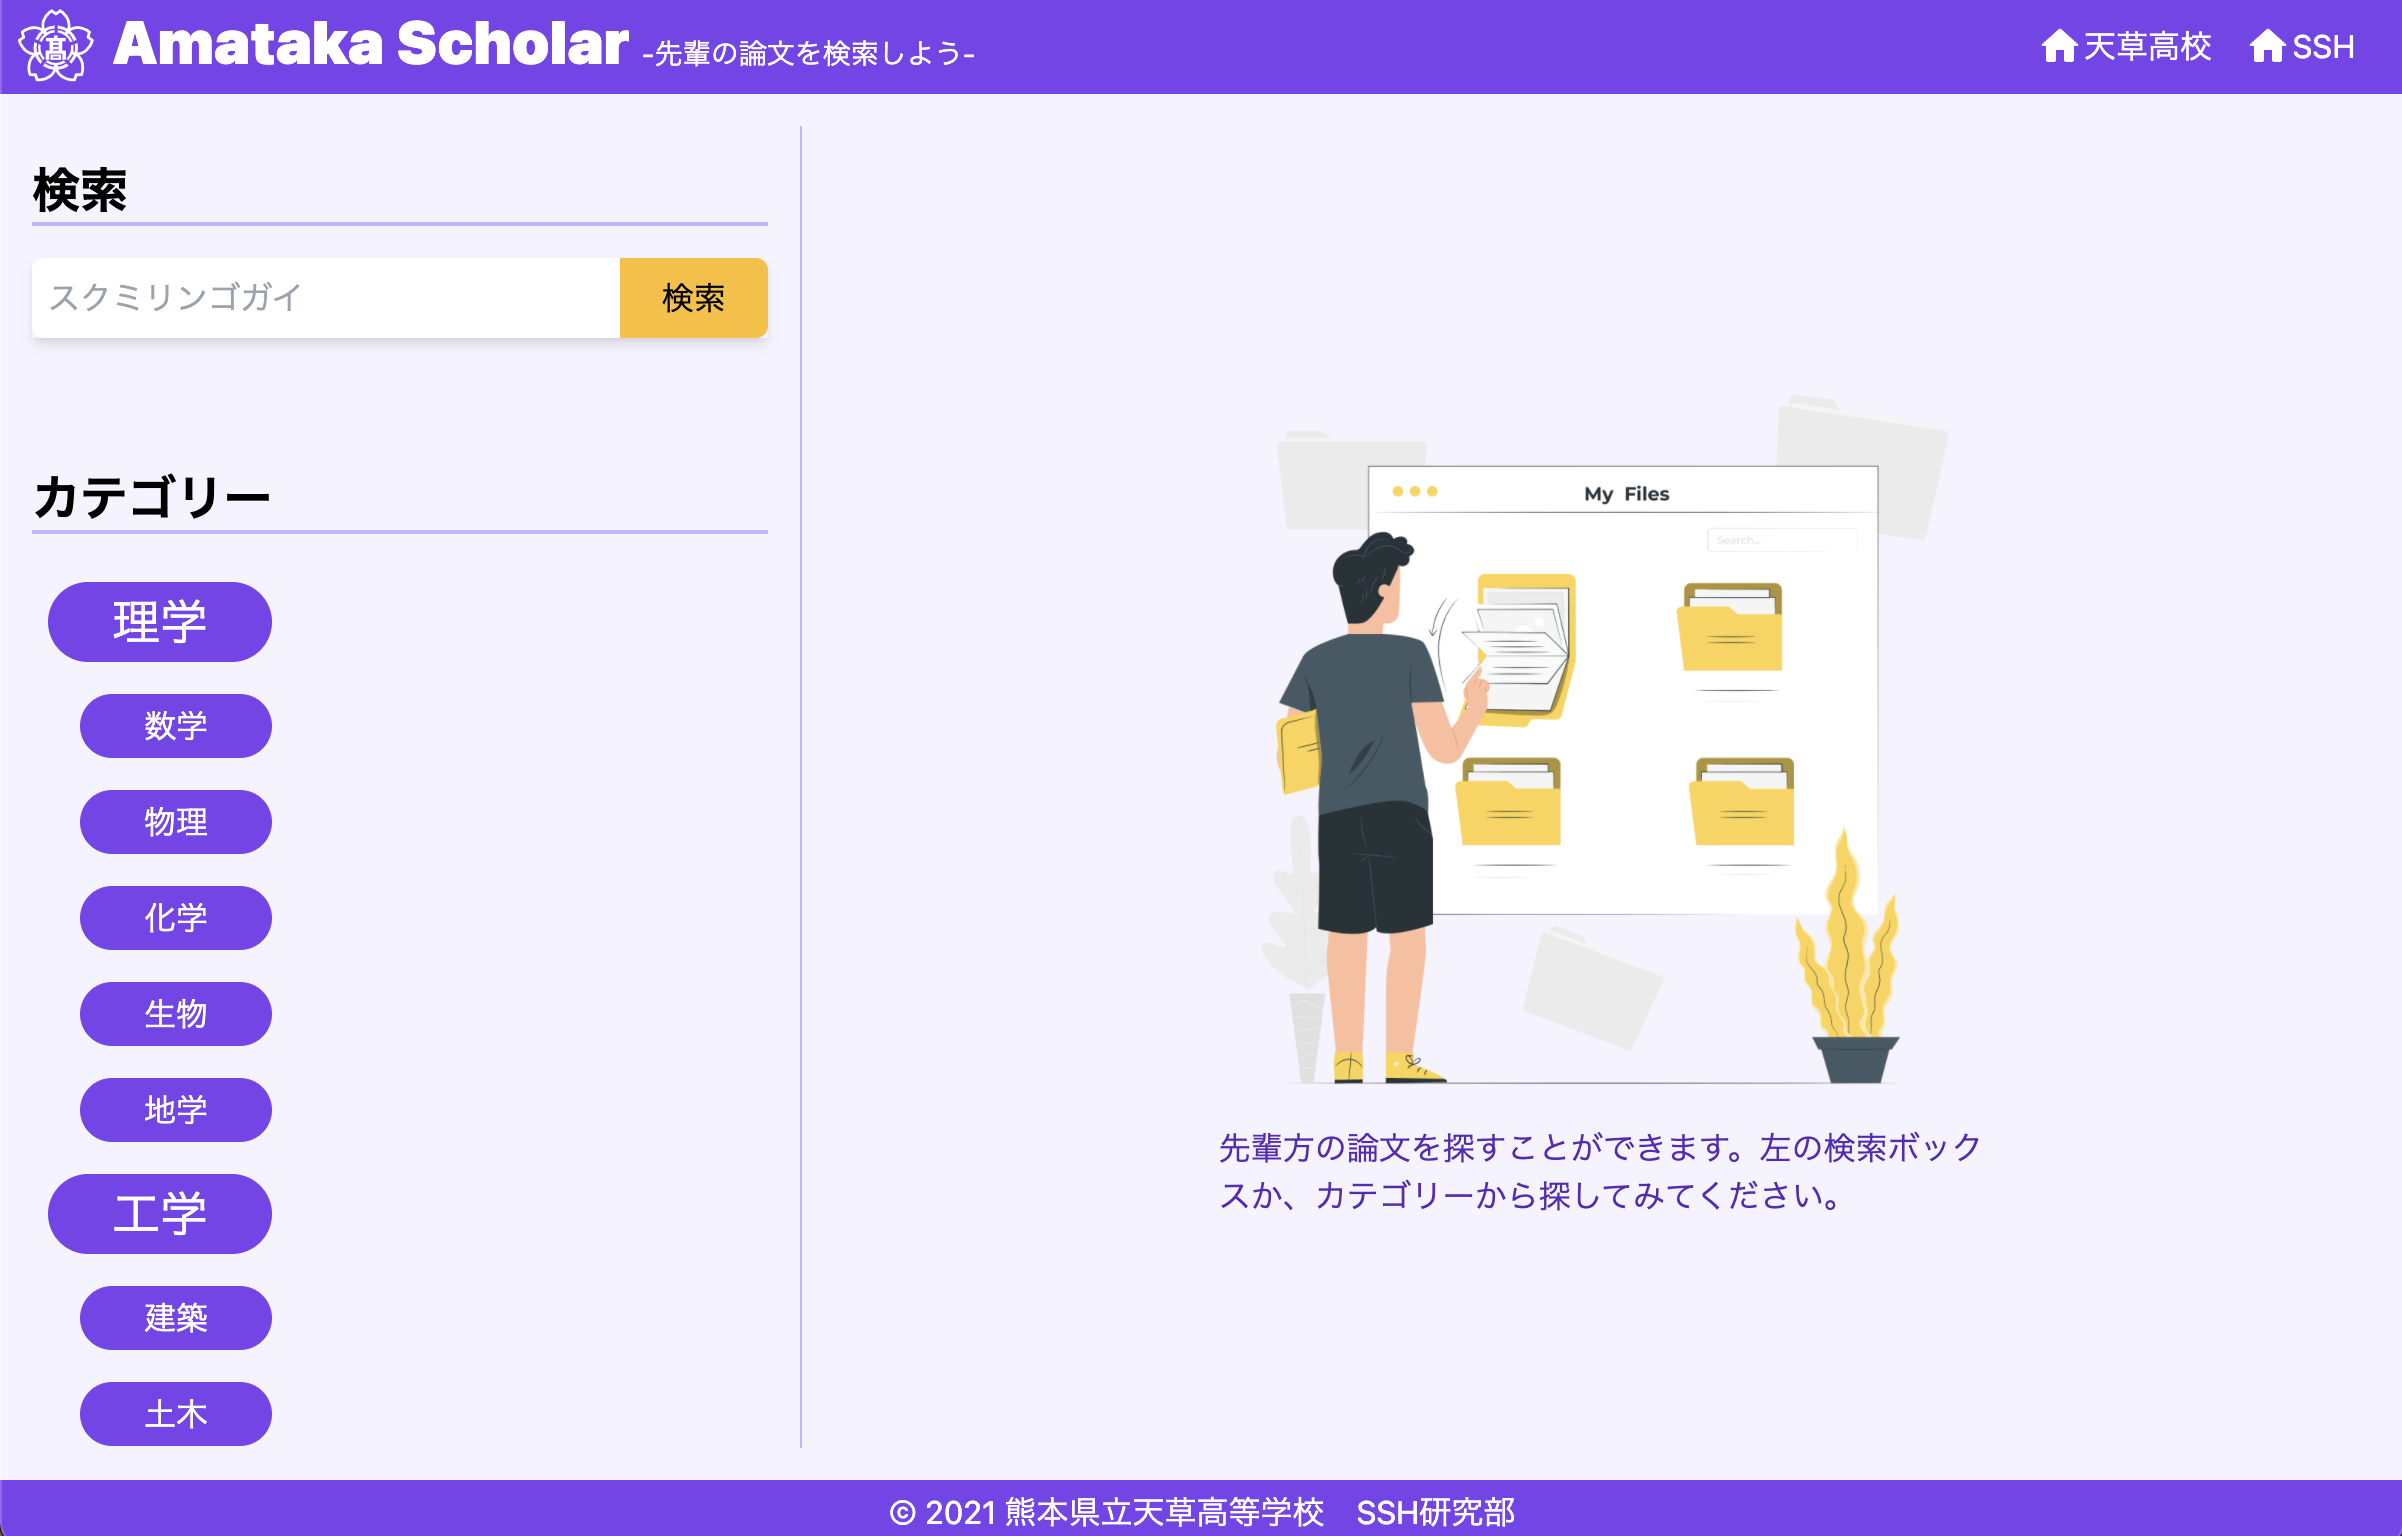 髙
Amataka Scholar -先輩の論文を検索しよう-
天草高校
SSH
検索
スクミリンゴガイ
検索
カテゴリー
理学
数学
物理
化学
生物
地学
工学
建築
土木
My Files
Search...
先輩方の論文を探すことができます。左の検索ボック
スか、カテゴリーから探してみてください。
© 2021 熊本県立天草高等学校　SSH研究部